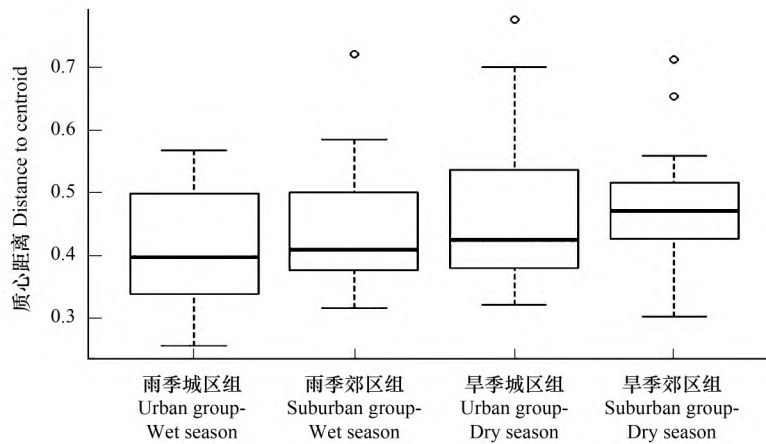 质心距离 Distance to centroid
0.7
0.6
0.5
0.4
0.3
雨季城区组
Urban group-
Wet season
雨季郊区组
Suburban group-
Wet season
旱季城区组
Urban group-
Dry season
旱季郊区组
Suburban group-
Dry season